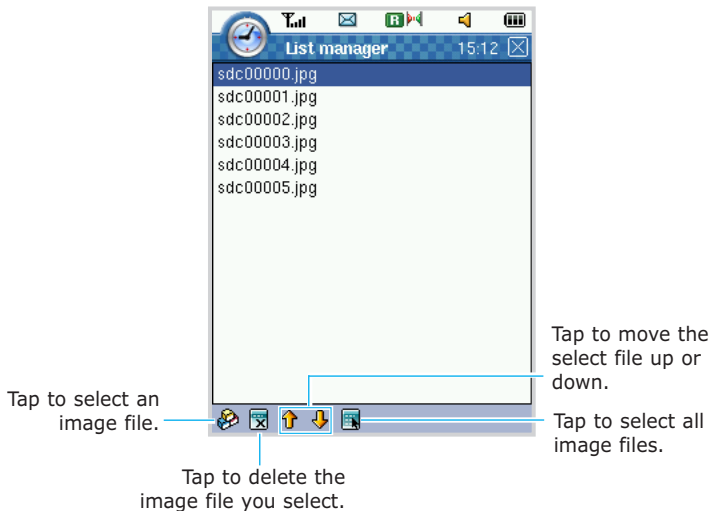 List manager 15:12
sdc00000.jpg
sdc00001.jpg
sdc00002.jpg
sdc00003.jpg
sdc00004.jpg
sdc00005.jpg
Tap to move the
select file up or
down.
Tap to select an
image file.
Tap to select all
image files.
Tap to delete the
image file you select.